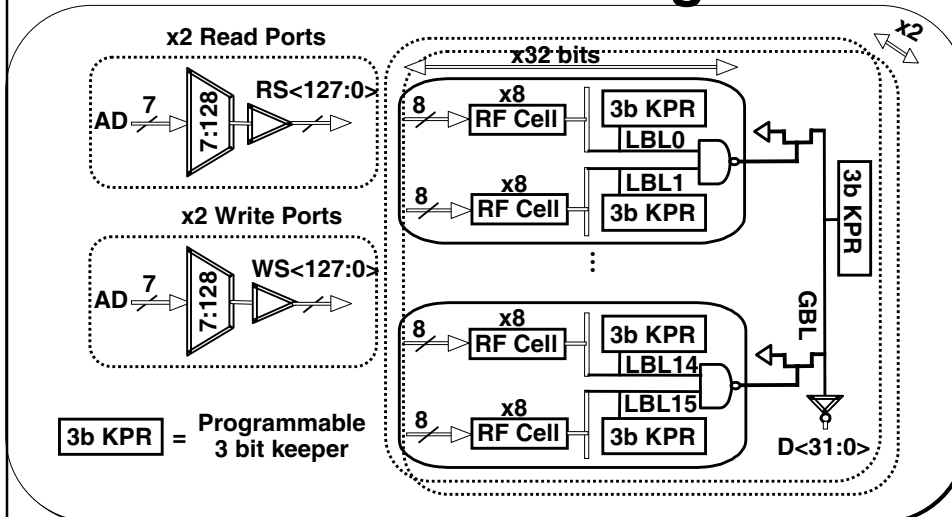 g
x2
x2 Read Ports
AD
7
7:128
RS<127:0>
x32 bits
8
x8
RF Cell
3b KPR
LBL0
8
x8
RF Cell
LBL1
3b KPR
3b KPR
x2 Write Ports
AD
7
7:128
WS<127:0>
⋮
GBL
8
x8
RF Cell
3b KPR
LBL14
8
x8
RF Cell
LBL15
3b KPR
D<31:0>
3b KPR = Programmable
3 bit keeper